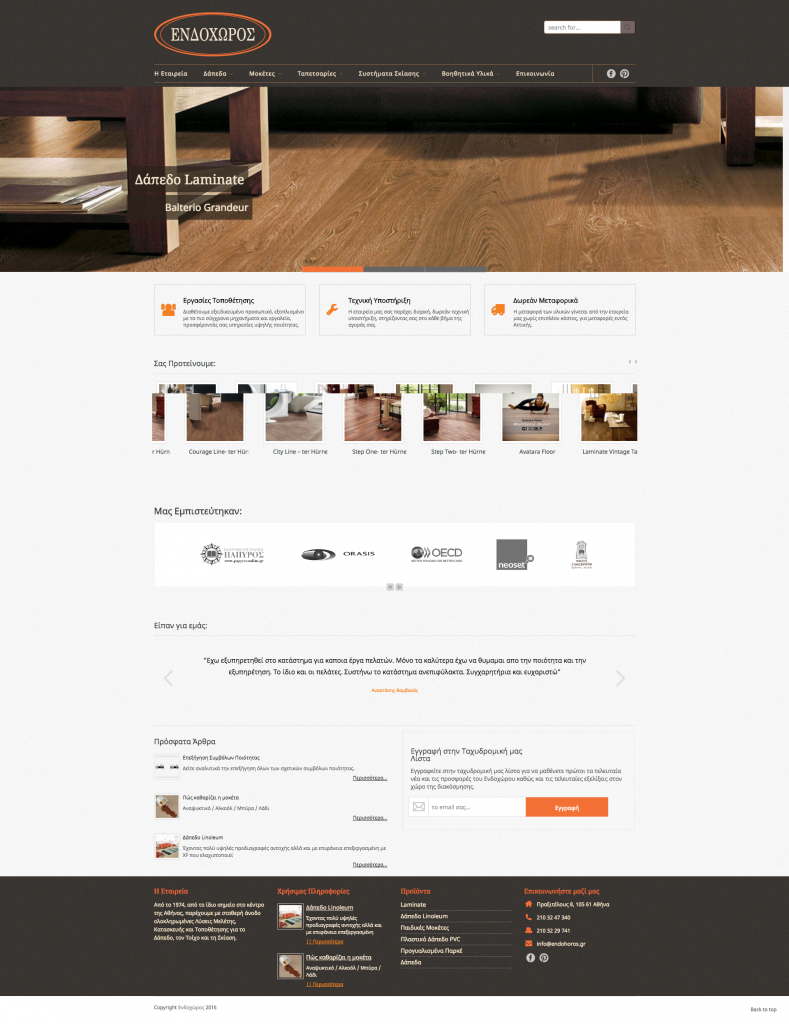 ΕΝΔΟΧΩΡΟΣ
search for...
Η Εταιρεία
Δάπεδα
Μοκέτες
Ταπετσαρίες
Συστήματα Σκίασης
Βοηθητικά Υλικά
Επικοινωνία
Δάπεδο Laminate
Balterio Grandeur
Εργασίες Τοποθέτησης
Διαθέτουμε εξειδικευμένο προσωπικό, εξοπλισμένο
με τα πιο σύγχρονα μηχανήματα και εργαλεία,
προσφέροντάς σας υπηρεσίες υψηλής ποιότητας.
Τεχνική Υποστήριξη
Η εταιρεία μας σας παρέχει διαρκή, δωρεάν τεχνική
υποστήριξη, στηρίζοντας σας στο κάθε βήμα της
αγοράς σας.
Δωρεάν Μεταφορικά
Η μεταφορά των υλικών γίνεται από την εταιρεία
μας χωρίς επιπλέον κόστος, για μεταφορές εντός
Αττικής.
Σας Προτείνουμε:
r Hürn
Courage Line- ter Hür
City Line – ter Hürne
Step One- ter Hürne
Step Two- ter Hürne
Avatara Floor
Laminate Vintage Ta
Μας Εμπιστεύτηκαν:
ΠΑΠΥΡΟΣ
www.papyros-online.gr
ORASIS
OECD
neoset
Είπαν για εμάς:
"Εχω εξυπηρετηθεί στο κατάστημα για καποια έργα πελατών. Μόνο τα καλύτερα έχω να θυμαμαι απο την ποιότητα και την
εξυπηρέτηση. Το ίδιο και οι πελάτες. Συστήνω το κατάστημα ανεπιφύλακτα. Συγχαρητήρια και ευχαριστώ"
Αναστάσης Βαμβακάς
Πρόσφατα Άρθρα
Επεξήγηση Συμβόλων Ποιότητας
Δείτε αναλυτικά την επεξήγηση όλων των σχετικών συμβόλων ποιότητας.
Περισσότερα...
Πώς καθαρίζει η μοκέτα
Αναψυκτικό / Αλκοόλ / Μπύρα / Λάδι
Περισσότερα...
Δάπεδο Linoleum
Έχοντας πολύ υψηλές προδιαγραφές αντοχής αλλά και με επιφάνεια επεξεργασμένη με
XF που ελαχιστοποιεί
Περισσότερα...
Εγγραφή στην Ταχυδρομική μας
Λίστα
Εγγραφείτε στην ταχυδρομική μας λίστα για να μαθένετε πρώτοι τα τελευταία
νέα και τις προσφορές του Ενδοχώρου καθώς και τις τελευταίες εξελίξεις στον
χώρο της διακόσμησης.
το email σας...
Εγγραφή
Η Εταιρεία
Από το 1974, από το ίδιο σημείο στο κέντρο
της Αθήνας, παρέχουμε με σταθερή άνοδο
ολοκληρωμένες Λύσεις Μελέτης,
Κατασκευής και Τοποθέτησης για το
Δάπεδο, τον Τοίχο και τη Σκίαση.
Χρήσιμες Πληροφορίες
Δάπεδο Linoleum
Έχοντας πολύ υψηλές
προδιαγραφές αντοχής αλλά και
με επιφάνεια επεξεργασμένη
|| Περισσότερα
Πώς καθαρίζει η μοκέτα
Αναψυκτικό / Αλκοόλ / Μπύρα /
Λάδι
|| Περισσότερα
Προϊόντα
Laminate
Δάπεδο Linoleum
Παιδικές Μοκέτες
Πλαστικό Δάπεδο PVC
Προγυαλισμένα Παρκέ
Δάπεδα
Επικοινωνήστε μαζί μας
Πραξιτέλους 8, 105 61 Αθήνα
210 32 47 340
210 32 29 741
info@endohoros.gr
Copyright Ενδοχώρος 2016
Back to top